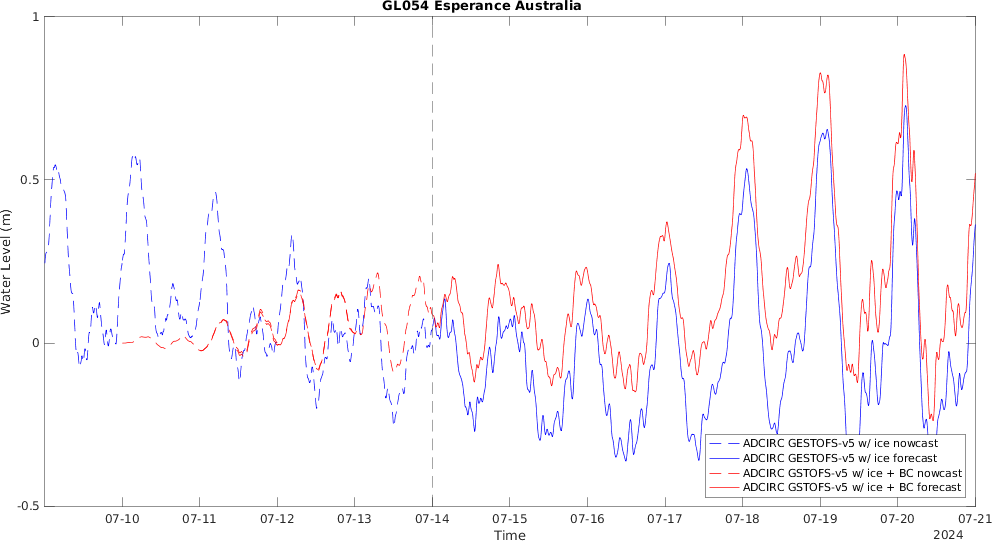 GL054 Esperance Australia
Water Level (m)
1
0.5
0
-0.5
ADCIRC GESTOFS-v5 w/ ice nowcast
ADCIRC GESTOFS-v5 w/ ice forecast
ADCIRC GSTOFS-v5 w/ ice + BC nowcast
ADCIRC GSTOFS-v5 w/ ice + BC forecast
07-10 07-11 07-12 07-13 07-14 07-15 07-16 07-17 07-18 07-19 07-20 07-21
Time
2024